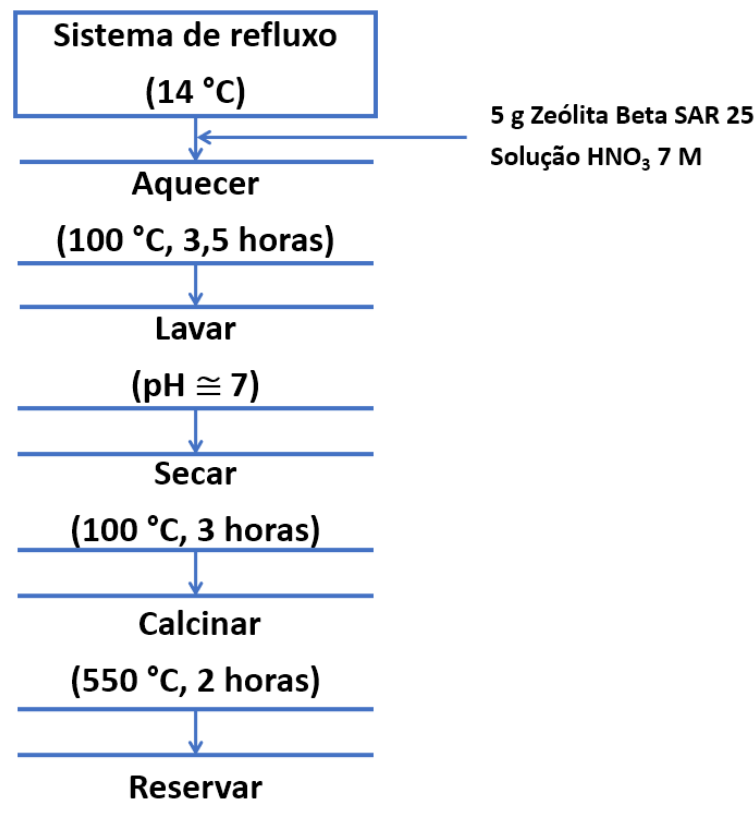 Sistema de refluxo
(14 °C)
5 g Zeólita Beta SAR 25
Solução HNO₃ 7 M
Aquecer
(100 °C, 3,5 horas)
Lavar
(pH ≅ 7)
Secar
(100 °C, 3 horas)
Calcinar
(550 °C, 2 horas)
Reservar